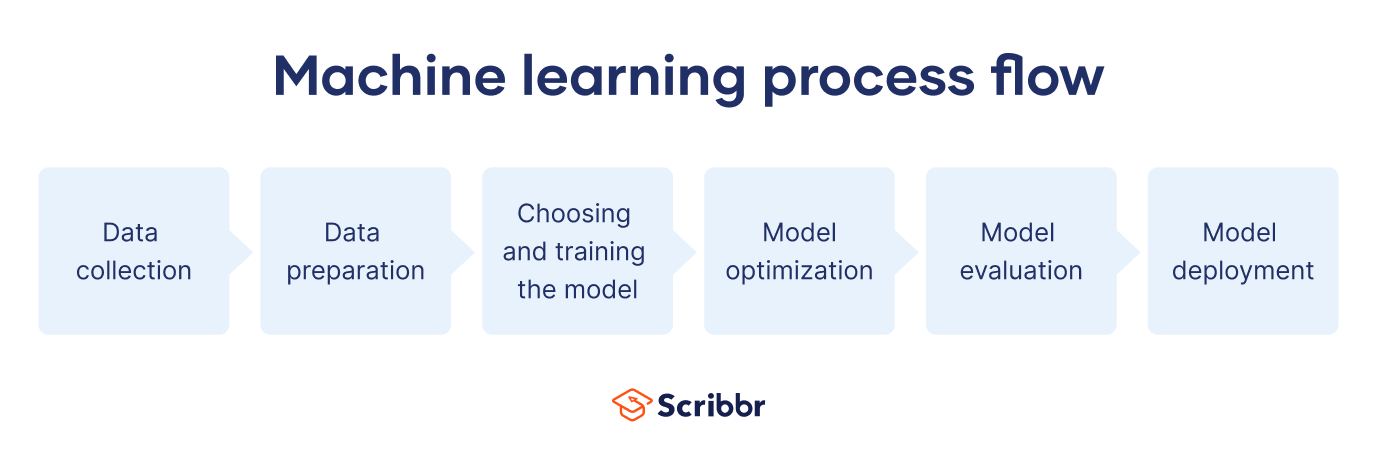 Machine learning process flow
Data
collection
Data
preparation
Choosing
and training
the model
Model
optimization
Model
evaluation
Model
deployment
Scribbr